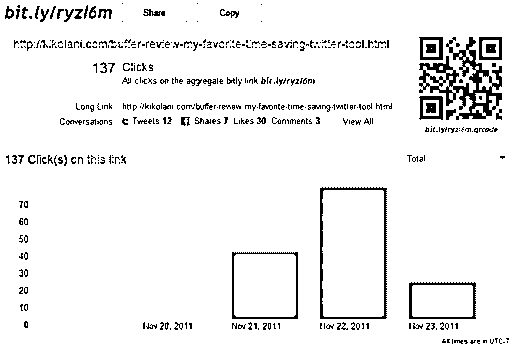 bit.ly/ryzl6m Share Copy
http://kikolani.com/buffer-review-my-favorite-time-saving-twitter-tool.html
137 Clicks
All clicks on the aggregate bitly link bit.ly/ryzl6m
Long Link http://kikolani.com/buffer-review-my-favorite-time-saving-twitter-tool.html
Conversations Tweets 12 Shares 7 Likes 30 Comments 3 View All
bit.ly/ryzl6m.qrcode
137 Click(s) on this link Total
70
60
50
40
30
20
10
0
Nov 20, 2011 Nov 21, 2011 Nov 22, 2011 Nov 23, 2011
All times are in UTC-7